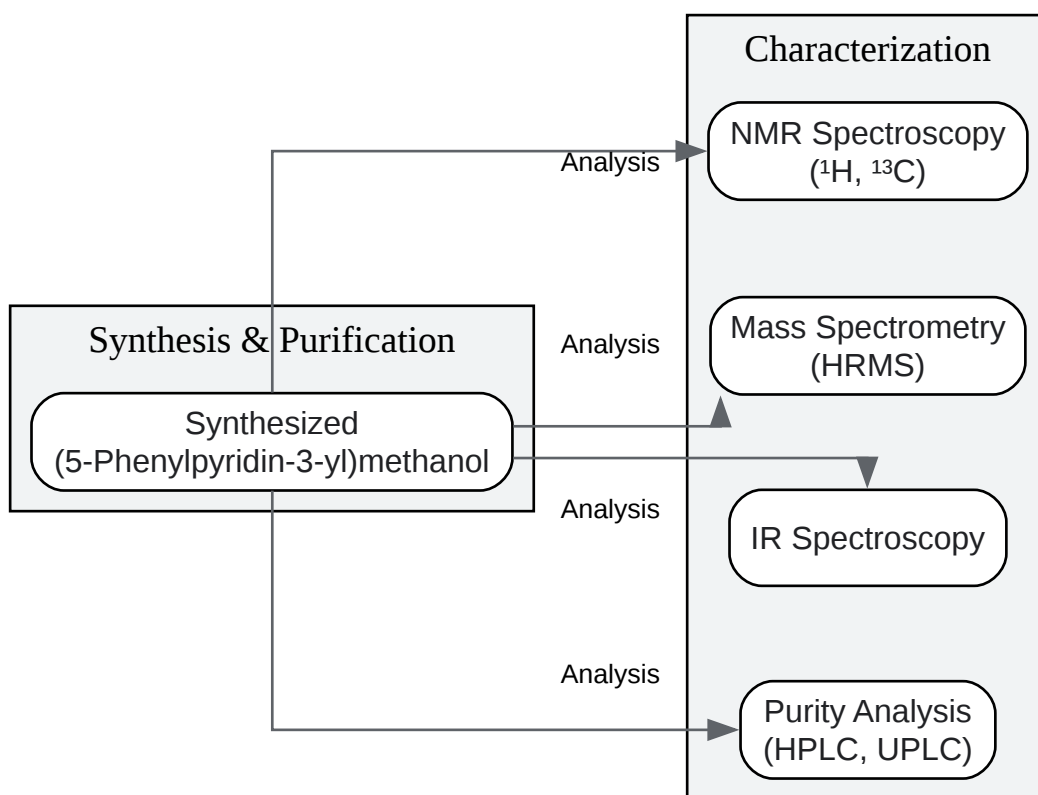 Characterization
NMR Spectroscopy
(¹H, ¹³C)
Analysis
Mass Spectrometry
(HRMS)
Analysis
Synthesis & Purification
Synthesized
(5-Phenylpyridin-3-yl)methanol
Analysis
IR Spectroscopy
Analysis
Purity Analysis
(HPLC, UPLC)